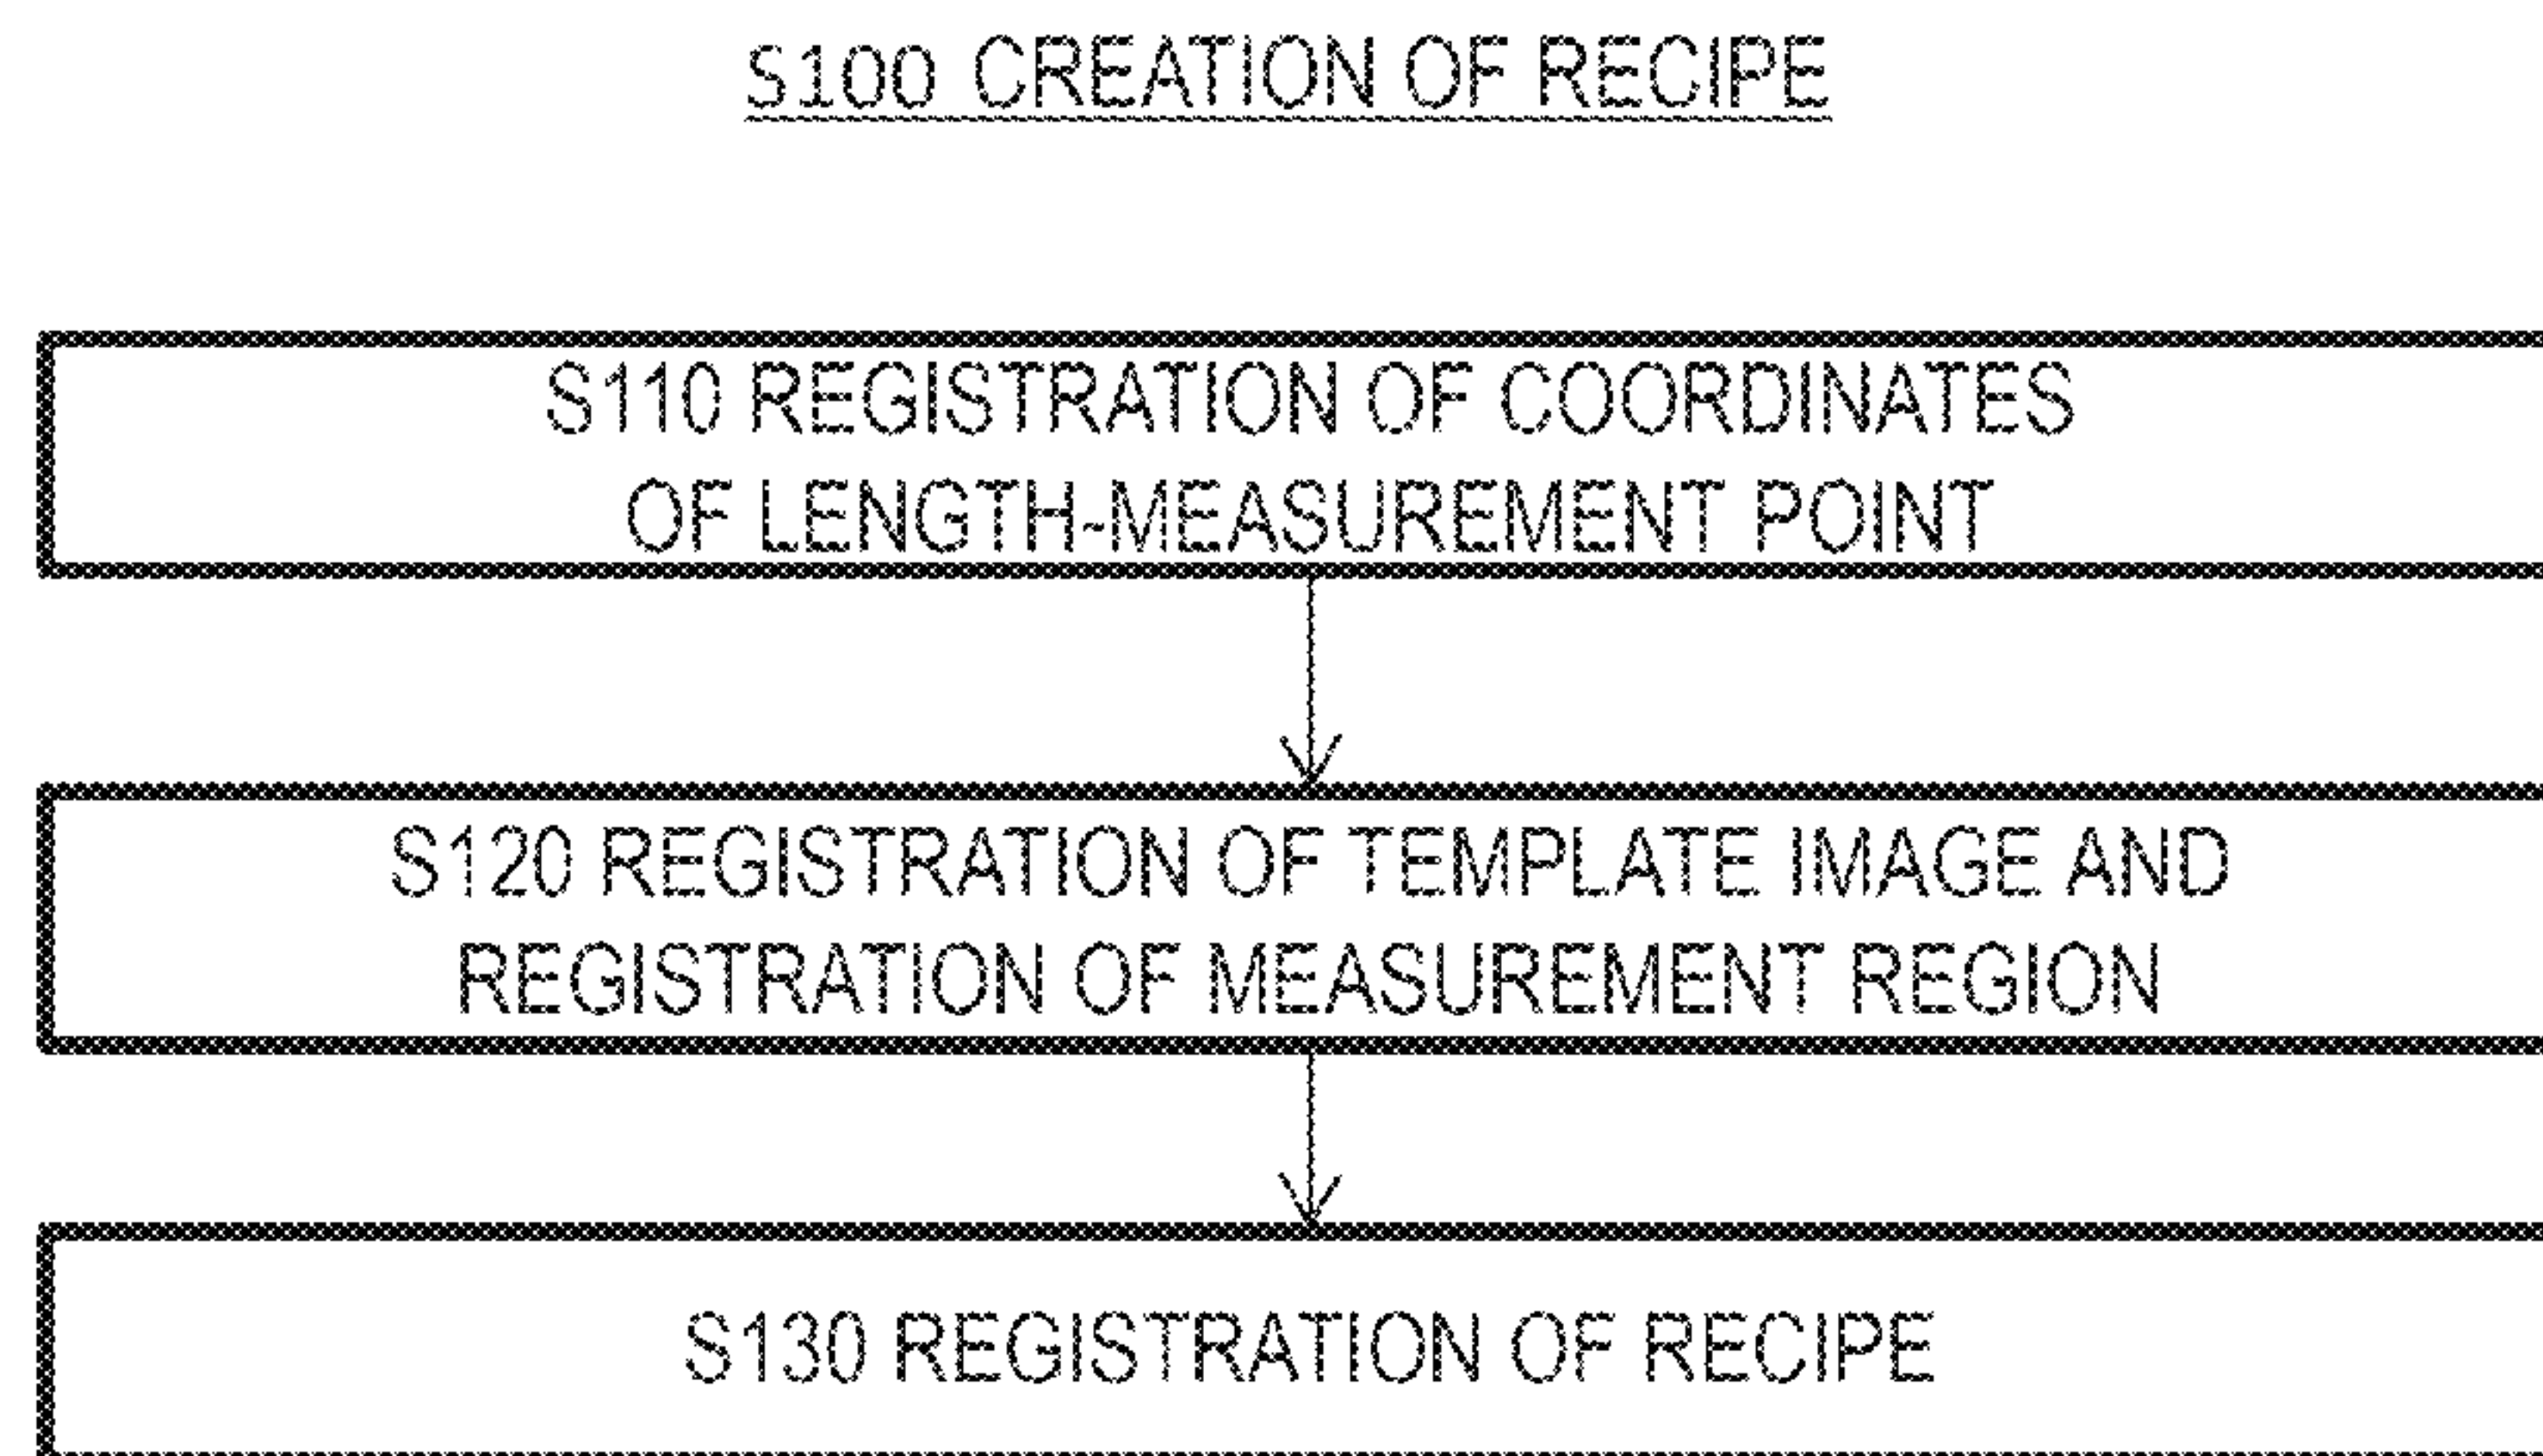 S100 CREATION OF RECIPE
S110 REGISTRATION OF COORDINATES
OF LENGTH-MEASUREMENT POINT
S120 REGISTRATION OF TEMPLATE IMAGE AND
REGISTRATION OF MEASUREMENT REGION
S130 REGISTRATION OF RECIPE